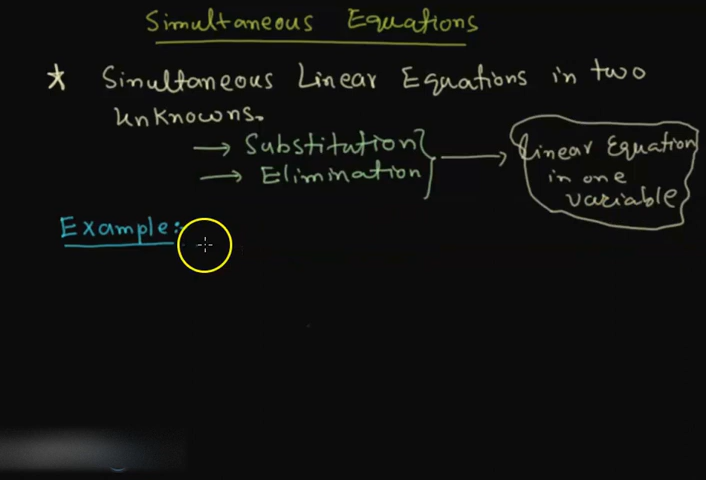 Simultaneous Equations
* Simultaneous Linear Equations in two
unknowns.
→ Substitution
→ Elimination
→ Linear Equation
in one
variable
Example:-